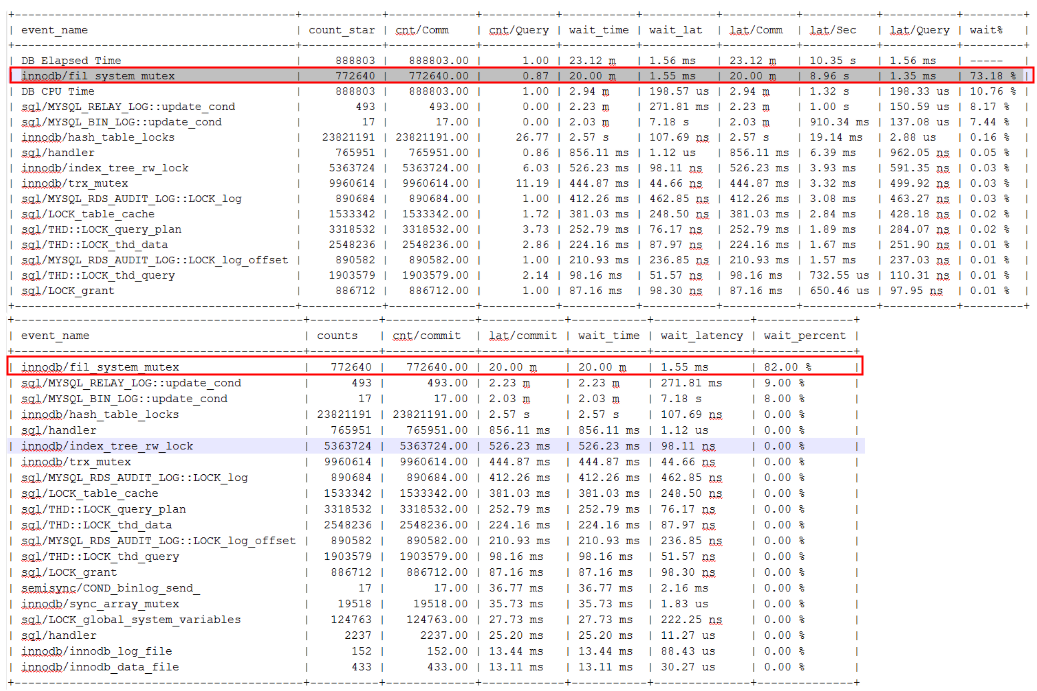 | event_name | count_star | cnt/Comm | cnt/Query | wait_time | wait_lat | lat/Comm | lat/Sec | lat/Query | wait% |
| DB Elapsed Time | 888803 | 888803.00 | 1.00 | 23.12 m | 1.56 ms | 23.12 m | 10.35 s | 1.56 ms | ----- |
| innodb/fil_system_mutex | 772640 | 772640.00 | 0.87 | 20.00 m | 1.55 ms | 20.00 m | 8.96 s | 1.35 ms | 73.18 % |
| DB CPU Time | 888803 | 888803.00 | 1.00 | 2.94 m | 198.57 us | 2.94 m | 1.32 s | 198.33 us | 10.76 % |
| sql/MYSQL_RELAY_LOG::update_cond | 493 | 493.00 | 0.00 | 2.23 m | 271.81 ms | 2.23 m | 1.00 s | 150.59 us | 8.17 % |
| sql/MYSQL_BIN_LOG::update_cond | 17 | 17.00 | 0.00 | 2.03 m | 7.18 s | 2.03 m | 910.34 ms | 137.08 us | 7.44 % |
| innodb/hash_table_locks | 23821191 | 23821191.00 | 26.77 | 2.57 s | 107.69 ns | 2.57 s | 19.14 ms | 2.88 us | 0.16 % |
| sql/handler | 765951 | 765951.00 | 0.86 | 856.11 ms | 1.12 us | 856.11 ms | 6.39 ms | 962.05 ns | 0.05 % |
| innodb/index_tree_rw_lock | 5363724 | 5363724.00 | 6.03 | 526.23 ms | 98.11 ns | 526.23 ms | 3.93 ms | 591.35 ns | 0.03 % |
| innodb/trx_mutex | 9960614 | 9960614.00 | 11.19 | 444.87 ms | 44.66 ns | 444.87 ms | 3.32 ms | 499.92 ns | 0.03 % |
| sql/MYSQL_RDS_AUDIT_LOG::LOCK_log | 890684 | 890684.00 | 1.00 | 412.26 ms | 462.85 ns | 412.26 ms | 3.08 ms | 463.27 ns | 0.03 % |
| sql/LOCK_table_cache | 1533342 | 1533342.00 | 1.72 | 381.03 ms | 248.50 ns | 381.03 ms | 2.84 ms | 428.18 ns | 0.02 % |
| sql/THD::LOCK_query_plan | 3318532 | 3318532.00 | 3.73 | 252.79 ms | 76.17 ns | 252.79 ms | 1.89 ms | 284.07 ns | 0.02 % |
| sql/THD::LOCK_thd_data | 2548236 | 2548236.00 | 2.86 | 224.16 ms | 87.97 ns | 224.16 ms | 1.67 ms | 251.90 ns | 0.01 % |
| sql/MYSQL_RDS_AUDIT_LOG::LOCK_log_offset | 890582 | 890582.00 | 1.00 | 210.93 ms | 236.85 ns | 210.93 ms | 1.57 ms | 237.03 ns | 0.01 % |
| sql/THD::LOCK_thd_query | 1903579 | 1903579.00 | 2.14 | 98.16 ms | 51.57 ns | 98.16 ms | 732.55 us | 110.31 ns | 0.01 % |
| sql/LOCK_grant | 886712 | 886712.00 | 1.00 | 87.16 ms | 98.30 ns | 87.16 ms | 650.46 us | 97.95 ns | 0.01 % |
| event_name | counts | cnt/commit | lat/commit | wait_time | wait_latency | wait_percent |
| innodb/fil_system_mutex | 772640 | 772640.00 | 20.00 m | 20.00 m | 1.55 ms | 82.00 % |
| sql/MYSQL_RELAY_LOG::update_cond | 493 | 493.00 | 2.23 m | 2.23 m | 271.81 ms | 9.00 % |
| sql/MYSQL_BIN_LOG::update_cond | 17 | 17.00 | 2.03 m | 2.03 m | 7.18 s | 8.00 % |
| innodb/hash_table_locks | 23821191 | 23821191.00 | 2.57 s | 2.57 s | 107.69 ns | 0.00 % |
| sql/handler | 765951 | 765951.00 | 856.11 ms | 856.11 ms | 1.12 us | 0.00 % |
| innodb/index_tree_rw_lock | 5363724 | 5363724.00 | 526.23 ms | 526.23 ms | 98.11 ns | 0.00 % |
| innodb/trx_mutex | 9960614 | 9960614.00 | 444.87 ms | 444.87 ms | 44.66 ns | 0.00 % |
| sql/MYSQL_RDS_AUDIT_LOG::LOCK_log | 890684 | 890684.00 | 412.26 ms | 412.26 ms | 462.85 ns | 0.00 % |
| sql/LOCK_table_cache | 1533342 | 1533342.00 | 381.03 ms | 381.03 ms | 248.50 ns | 0.00 % |
| sql/THD::LOCK_query_plan | 3318532 | 3318532.00 | 252.79 ms | 252.79 ms | 76.17 ns | 0.00 % |
| sql/THD::LOCK_thd_data | 2548236 | 2548236.00 | 224.16 ms | 224.16 ms | 87.97 ns | 0.00 % |
| sql/MYSQL_RDS_AUDIT_LOG::LOCK_log_offset | 890582 | 890582.00 | 210.93 ms | 210.93 ms | 236.85 ns | 0.00 % |
| sql/THD::LOCK_thd_query | 1903579 | 1903579.00 | 98.16 ms | 98.16 ms | 51.57 ns | 0.00 % |
| sql/LOCK_grant | 886712 | 886712.00 | 87.16 ms | 87.16 ms | 98.30 ns | 0.00 % |
| semisync/COND_binlog_send_ | 17 | 17.00 | 36.77 ms | 36.77 ms | 2.16 ms | 0.00 % |
| innodb/sync_array_mutex | 19518 | 19518.00 | 35.73 ms | 35.73 ms | 1.83 us | 0.00 % |
| sql/LOCK_global_system_variables | 124763 | 124763.00 | 27.73 ms | 27.73 ms | 222.25 ns | 0.00 % |
| sql/handler | 2237 | 2237.00 | 25.20 ms | 25.20 ms | 11.27 us | 0.00 % |
| innodb/innodb_log_file | 152 | 152.00 | 13.44 ms | 13.44 ms | 88.43 us | 0.00 % |
| innodb/innodb_data_file | 433 | 433.00 | 13.11 ms | 13.11 ms | 30.27 us | 0.00 % |